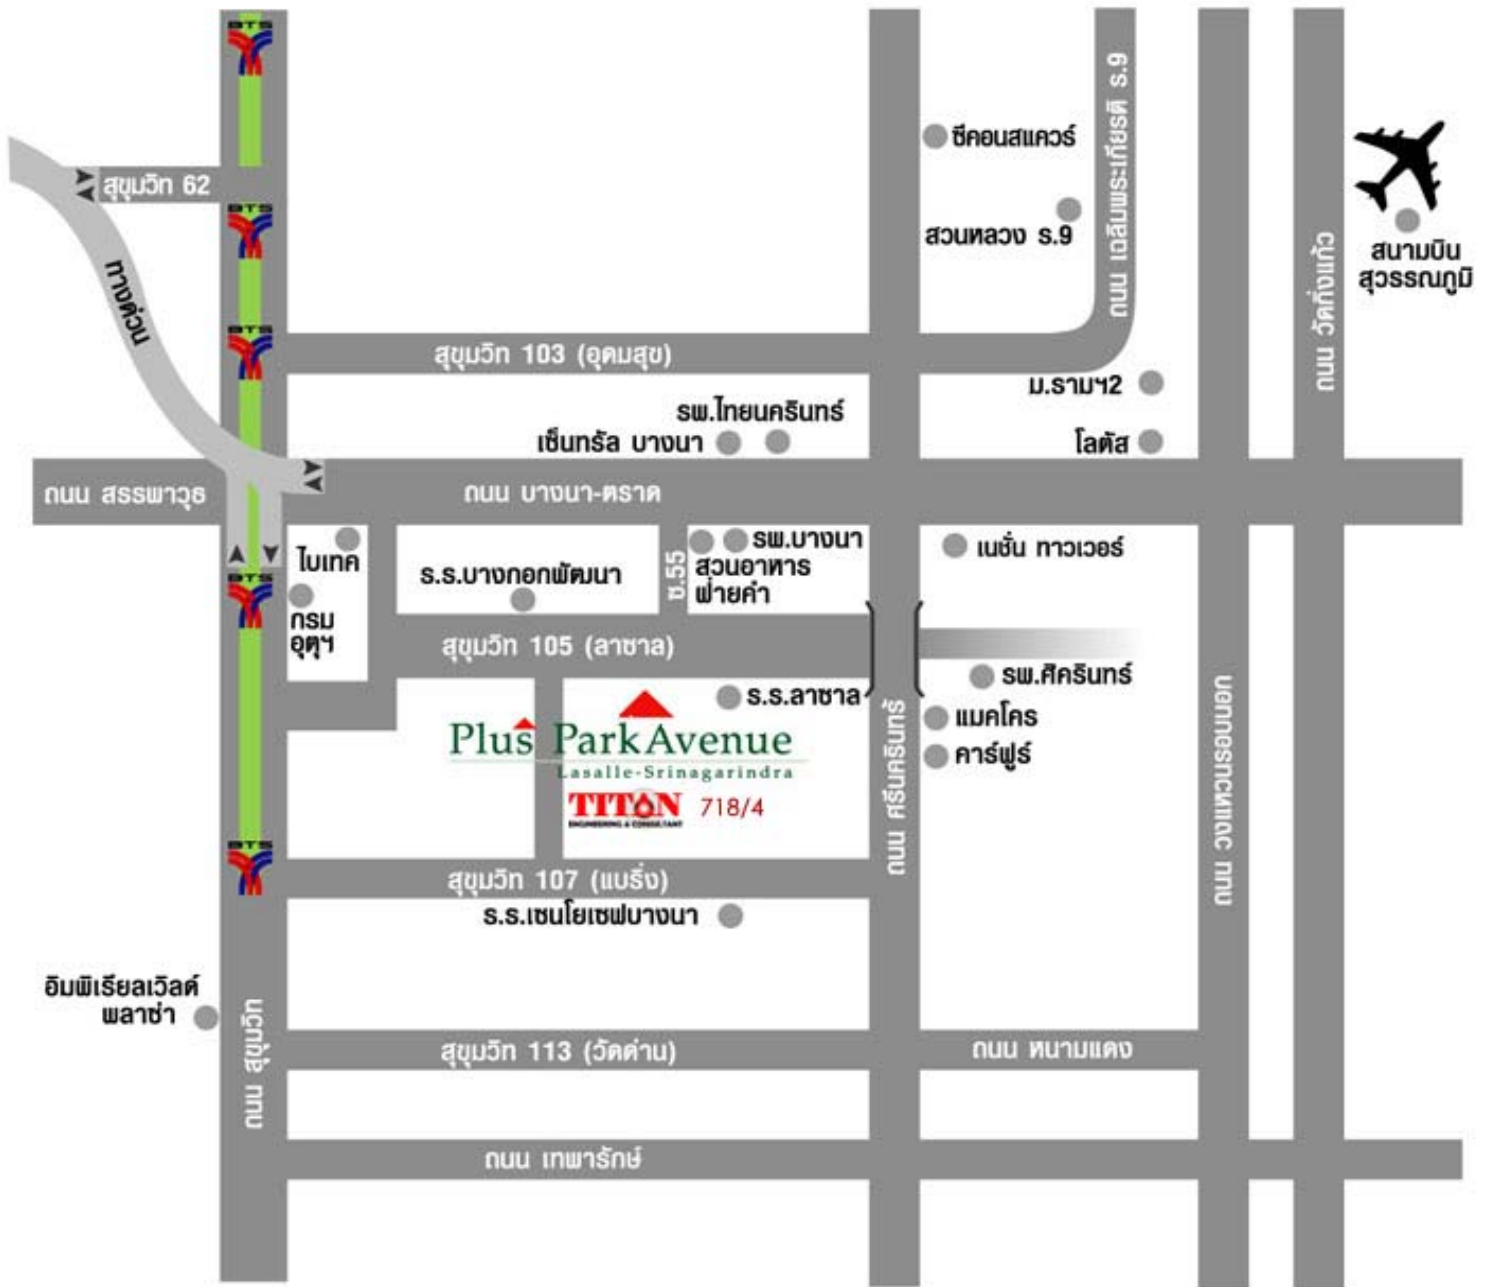 BTS
ซีคอนสแควร์
ถนน เฉลิมพระเกียรติ ร.9
สุขุมวิท 62
BTS
สวนหลวง ร.9
สนามบิน
สุวรรณภูมิ
ทางด่วน
ถนน วัดกิ่งแก้ว
BTS
สุขุมวิท 103 (อุดมสุข)
ม.รามฯ2
รพ.ไทยนครินทร์
เซ็นทรัล บางนา
โลตัส
ถนน สรรพาวุธ
ถนน บางนา-ตราด
ไบเทค
ร.ร.บางกอกพัฒนา
ซ.55
รพ.บางนา
สวนอาหาร
ฟ่ายคำ
เนชั่น ทาวเวอร์
BTS
กรม
อุตุฯ
สุขุมวิท 105 (ลาซาล)
รพ.ศิครินทร์
ร.ร.ลาซาล
แมคโคร
คาร์ฟูร์
Plus Park Avenue
Lasalle-Srinagarindra
TITAN
ENGINEERING & CONSULTANT
718/4
ถนน ศรีนครินทร์
ถนน วงแหวนรอบนอก
BTS
สุขุมวิท 107 (แบริ่ง)
ร.ร.เซนโยเซฟบางนา
อิมพิเรียลเวิลด์
พลาซ่า
ถนน สุขุมวิท
สุขุมวิท 113 (วัดด่าน)
ถนน หนามแดง
ถนน เทพารักษ์